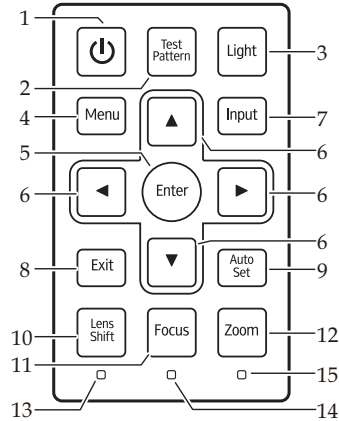 1
Test
Pattern
Light
2
3
4
Menu
Input
7
5
6
6
Enter
6
6
8
Exit
Auto
Set
9
10
Lens
Shift
Focus
Zoom
12
11
13
14
15